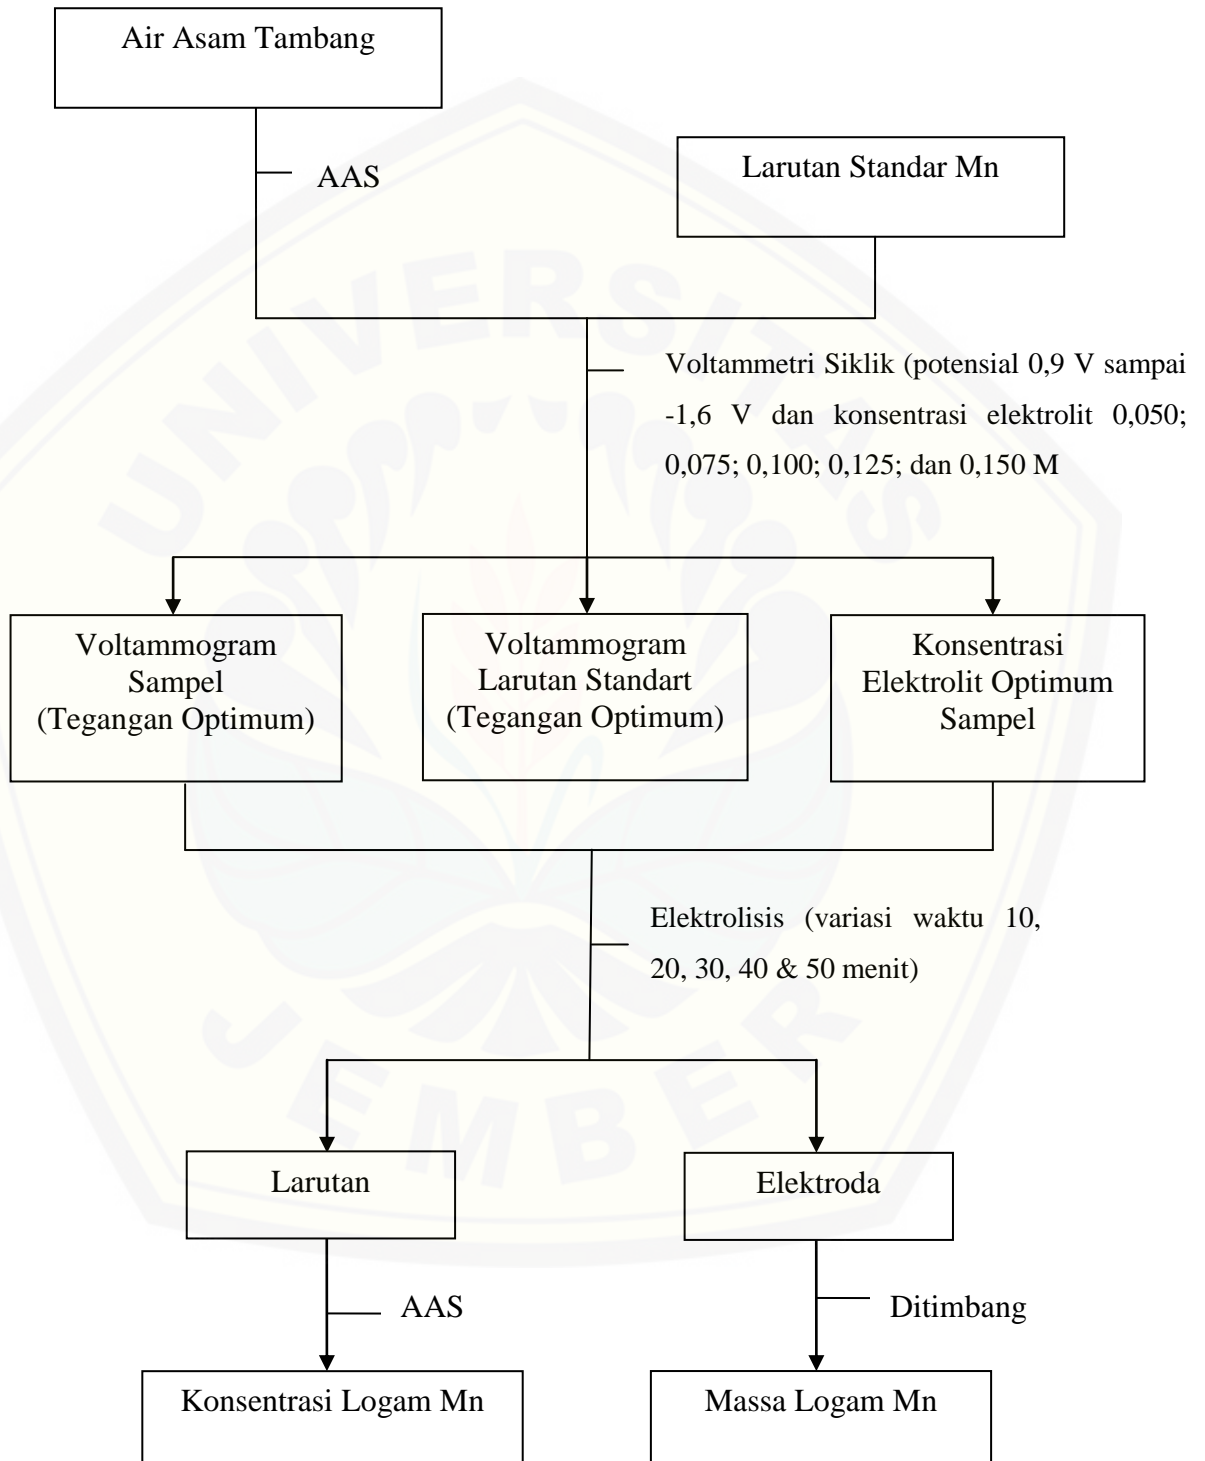 Air Asam Tambang
AAS
Larutan Standar Mn
UNIVERSITAS
Voltammetri Siklik (potensial 0,9 V sampai
-1,6 V dan konsentrasi elektrolit 0,050;
0,075; 0,100; 0,125; dan 0,150 M
Voltammogram
Sampel
(Tegangan Optimum)
Voltammogram
Larutan Standart
(Tegangan Optimum)
Konsentrasi
Elektrolit Optimum
Sampel
Elektrolisis (variasi waktu 10,
20, 30, 40 & 50 menit)
JEMBER
Larutan
Elektroda
AAS
Ditimbang
Konsentrasi Logam Mn
Massa Logam Mn